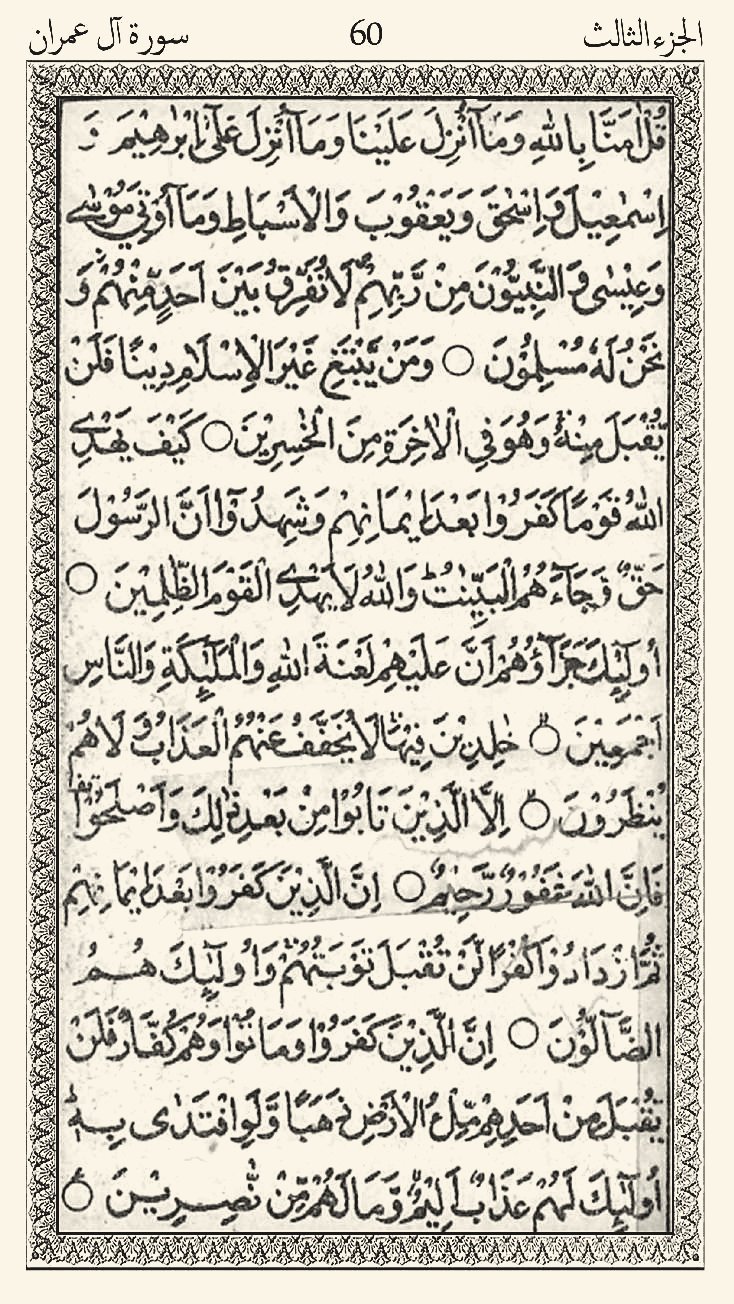 الجزء الثالث
60
سورة آل عمران
قُلْ اٰمَنَّا بِاللّٰهِ وَمَاۤ اُنْزِلَ عَلَيْنَا وَمَاۤ اُنْزِلَ عَلٰۤى اِبْرٰهِيْمَ وَ
اِسْمٰعِيْلَ وَاِسْحٰقَ وَيَعْقُوْبَ وَالْاَسْبَاطِ وَمَاۤ اُوْتِيَ مُوْسٰى
وَعِيْسٰى وَالنَّبِيُّوْنَ مِنْ رَّبِّهِمْ لَا نُفَرِّقُ بَيْنَ اَحَدٍ مِّنْهُمْ وَ
نَحْنُ لَهٗ مُسْلِمُوْنَ ○ وَمَنْ يَّبْتَغِ غَيْرَ الْاِسْلَامِ دِيْنًا فَلَنْ
يُّقْبَلَ مِنْهُ وَهُوَ فِي الْاٰخِرَةِ مِنَ الْخٰسِرِيْنَ ○ كَيْفَ يَهْدِي
اللّٰهُ قَوْمًا كَفَرُوْا بَعْدَ اِيْمَانِهِمْ وَشَهِدُوْۤا اَنَّ الرَّسُوْلَ
حَقٌّ وَّجَآءَهُمُ الْبَيِّنٰتُ ؕ وَاللّٰهُ لَا يَهْدِي الْقَوْمَ الظّٰلِمِيْنَ ○
اُولٰٓئِكَ جَزَآؤُهُمْ اَنَّ عَلَيْهِمْ لَعْنَةَ اللّٰهِ وَالْمَلٰٓئِكَةِ وَالنَّاسِ
اَجْمَعِيْنَ ○ خٰلِدِيْنَ فِيْهَا لَا يُخَفَّفُ عَنْهُمُ الْعَذَابُ وَلَا هُمْ
يُنْظَرُوْنَ ○ اِلَّا الَّذِيْنَ تَابُوْا مِنْۢ بَعْدِ ذٰلِكَ وَاَصْلَحُوْا
فَاِنَّ اللّٰهَ غَفُوْرٌ رَّحِيْمٌ ○ اِنَّ الَّذِيْنَ كَفَرُوْا بَعْدَ اِيْمَانِهِمْ
ثُمَّ ازْدَادُوْا كُفْرًا لَّنْ تُقْبَلَ تَوْبَتُهُمْ وَاُولٰٓئِكَ هُمُ
الضَّآلُّوْنَ ○ اِنَّ الَّذِيْنَ كَفَرُوْا وَمَاتُوْا وَهُمْ كُفَّارٌ فَلَنْ
يُّقْبَلَ مِنْ اَحَدِهِمْ مِّلْءُ الْاَرْضِ ذَهَبًا وَّلَوِ افْتَدٰى بِهٖ
اُولٰٓئِكَ لَهُمْ عَذَابٌ اَلِيْمٌ وَّمَا لَهُمْ مِّنْ نّٰصِرِيْنَ ○